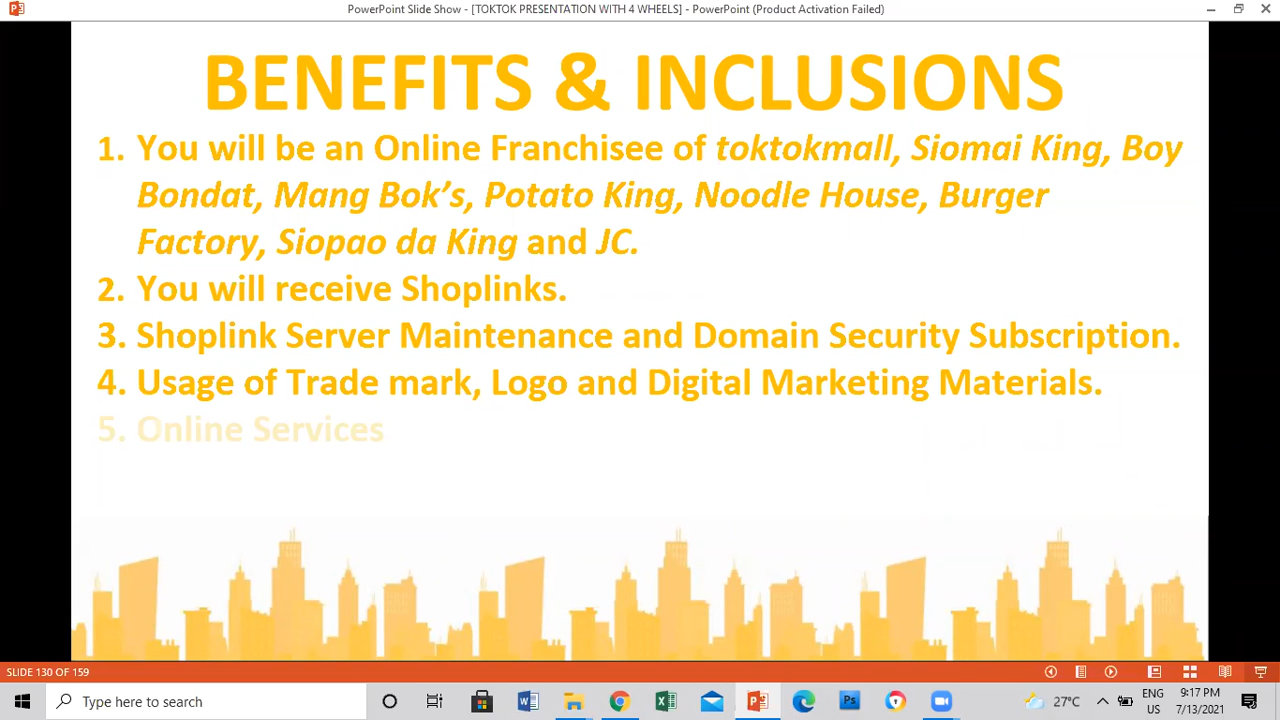 PowerPoint Slide Show - [TOKTOK PRESENTATION WITH 4 WHEELS] - PowerPoint (Product Activation Failed)
BENEFITS & INCLUSIONS
1. You will be an Online Franchisee of toktokmall, Siomai King, Boy
Bondat, Mang Bok’s, Potato King, Noodle House, Burger
Factory, Siopao da King and JC.
2. You will receive Shoplinks.
3. Shoplink Server Maintenance and Domain Security Subscription.
4. Usage of Trade mark, Logo and Digital Marketing Materials.
5. Online Services
SLIDE 130 OF 159
Type here to search
27°C
ENG
US
9:17 PM
7/13/2021